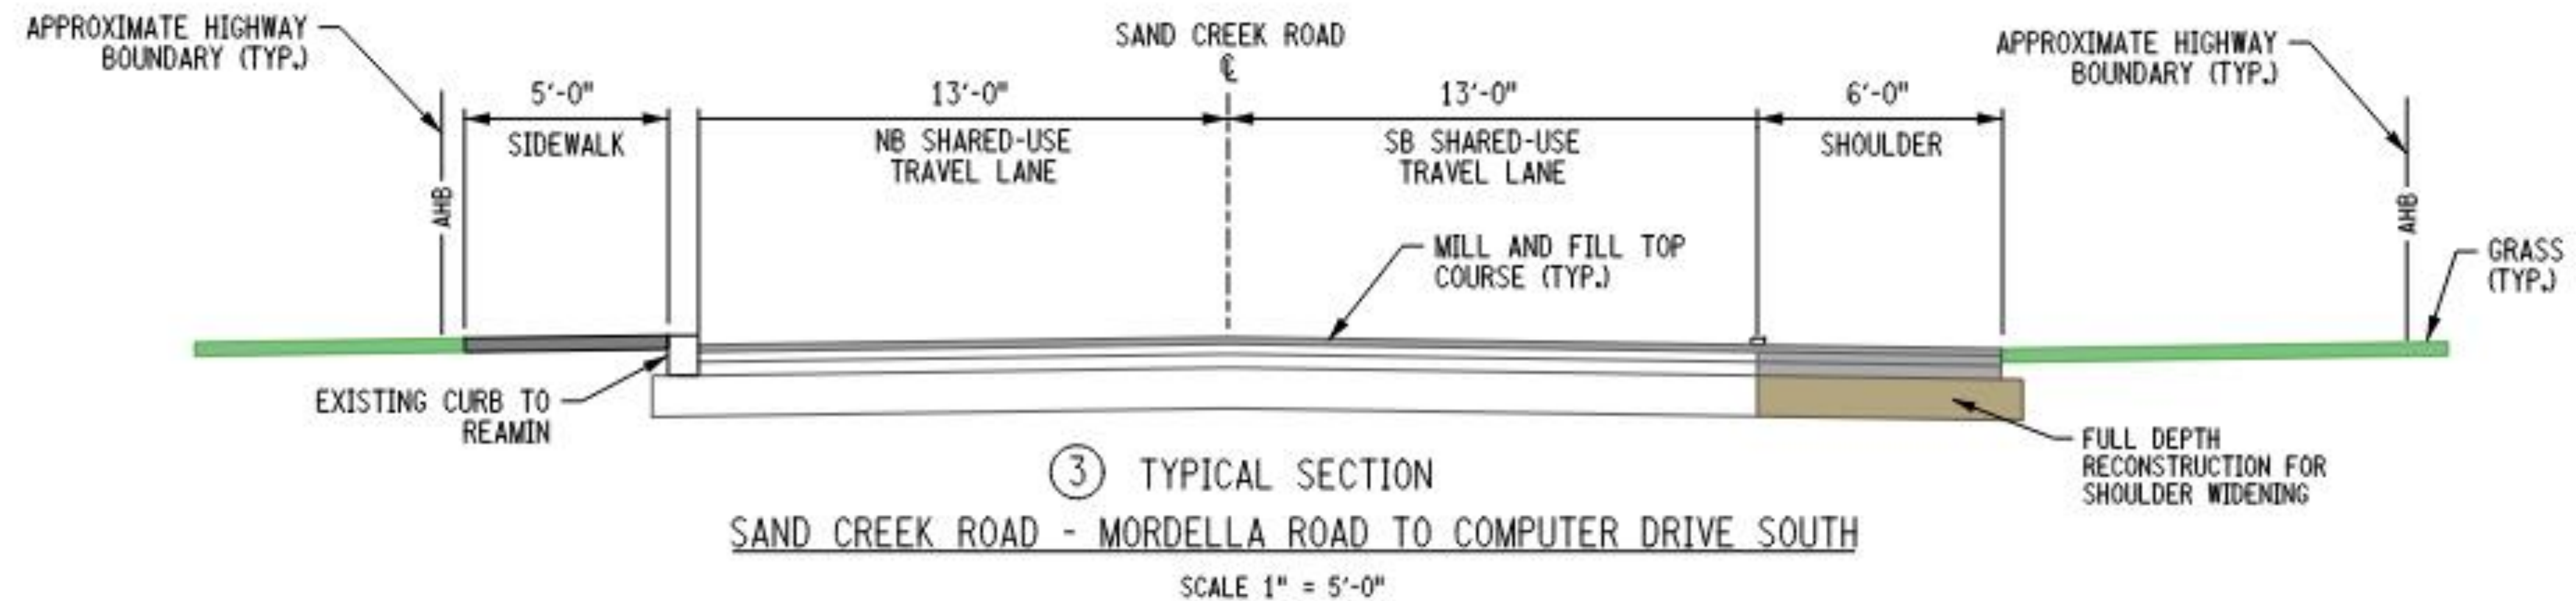 APPROXIMATE HIGHWAY
BOUNDARY (TYP.)
SAND CREEK ROAD
℄
APPROXIMATE HIGHWAY
BOUNDARY (TYP.)
5'-0"
13'-0"
13'-0"
6'-0"
SIDEWALK
NB SHARED-USE
TRAVEL LANE
SB SHARED-USE
TRAVEL LANE
SHOULDER
AHB
AHB
MILL AND FILL TOP
COURSE (TYP.)
GRASS
(TYP.)
EXISTING CURB TO
REAMIN
FULL DEPTH
RECONSTRUCTION FOR
SHOULDER WIDENING
3 TYPICAL SECTION
SAND CREEK ROAD - MORDELLA ROAD TO COMPUTER DRIVE SOUTH
SCALE 1" = 5'-0"